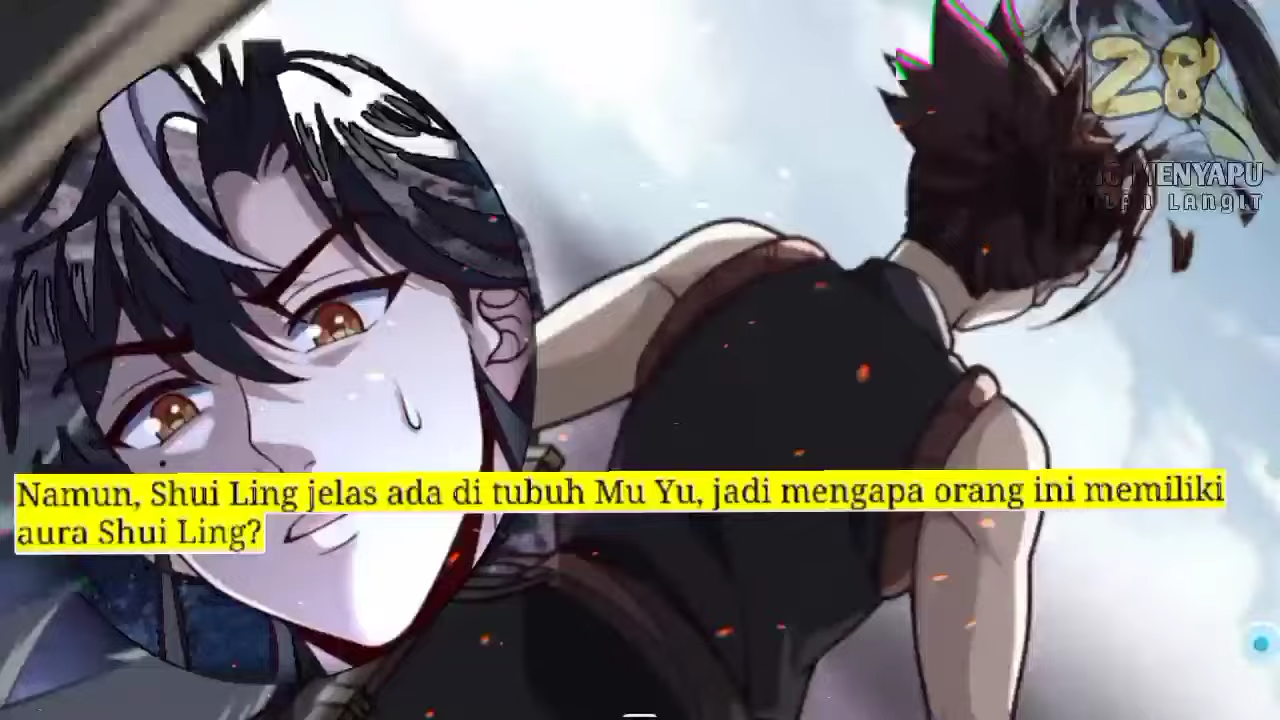 28
MENYAPU
LANGIT
Namun, Shui Ling jelas ada di tubuh Mu Yu, jadi mengapa orang ini memiliki
aura Shui Ling?